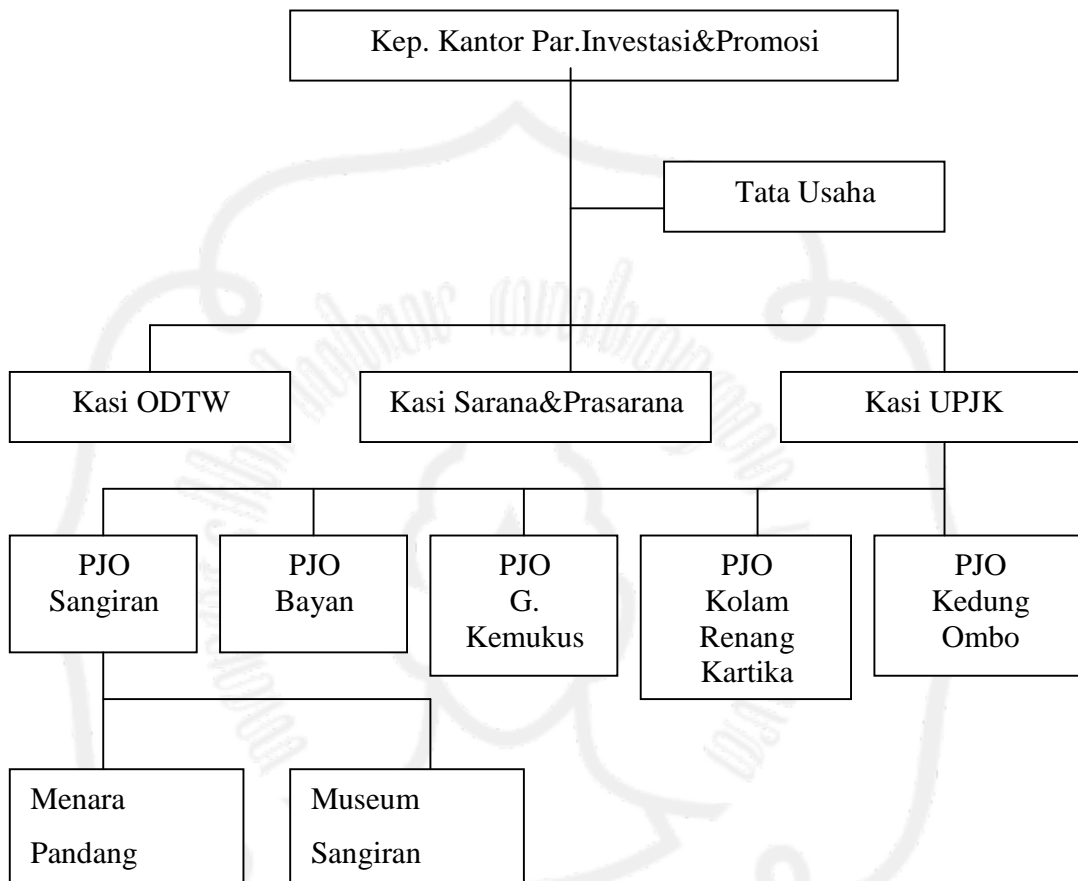 Kep. Kantor Par.Investasi&Promosi
Tata Usaha
Kasi ODTW
Kasi Sarana&Prasarana
Kasi UPJK
PJO
Sangiran
PJO
Bayan
PJO
G.
Kemukus
PJO
Kolam
Renang
Kartika
PJO
Kedung
Ombo
Menara
Pandang
Museum
Sangiran